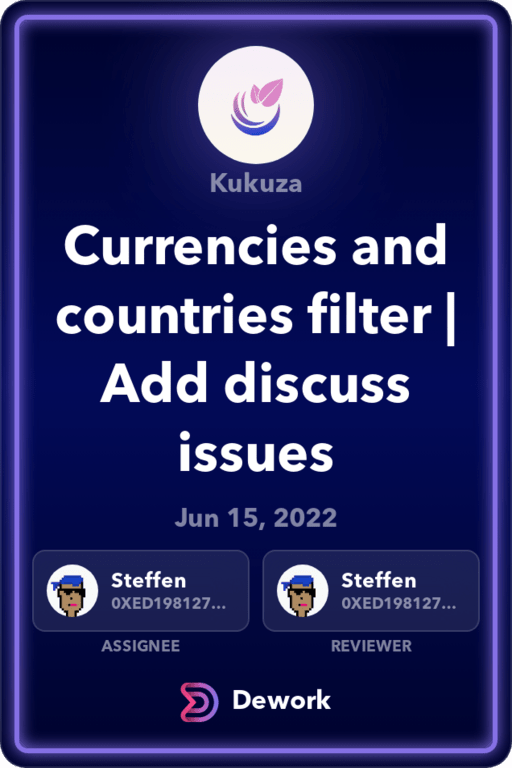 Kukuza
Currencies and
countries filter |
Add discuss
issues
Jun 15, 2022
Steffen
0XED198127...
ASSIGNEE
Steffen
0XED198127...
REVIEWER
Dework